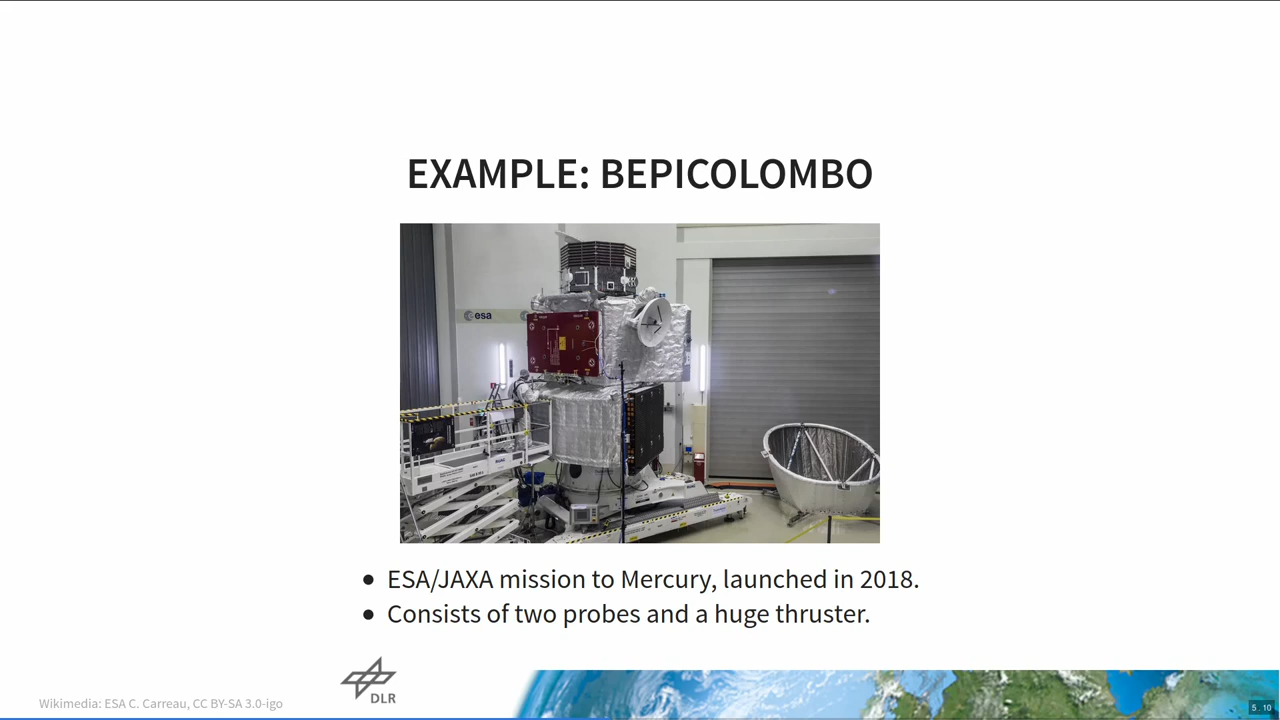 EXAMPLE: BEPICOLOMBO
esa
ESA/JAXA mission to Mercury, launched in 2018.
Consists of two probes and a huge thruster.
DLR
Wikimedia: ESA C. Carreau, CC BY-SA 3.0-igo
5 . 10